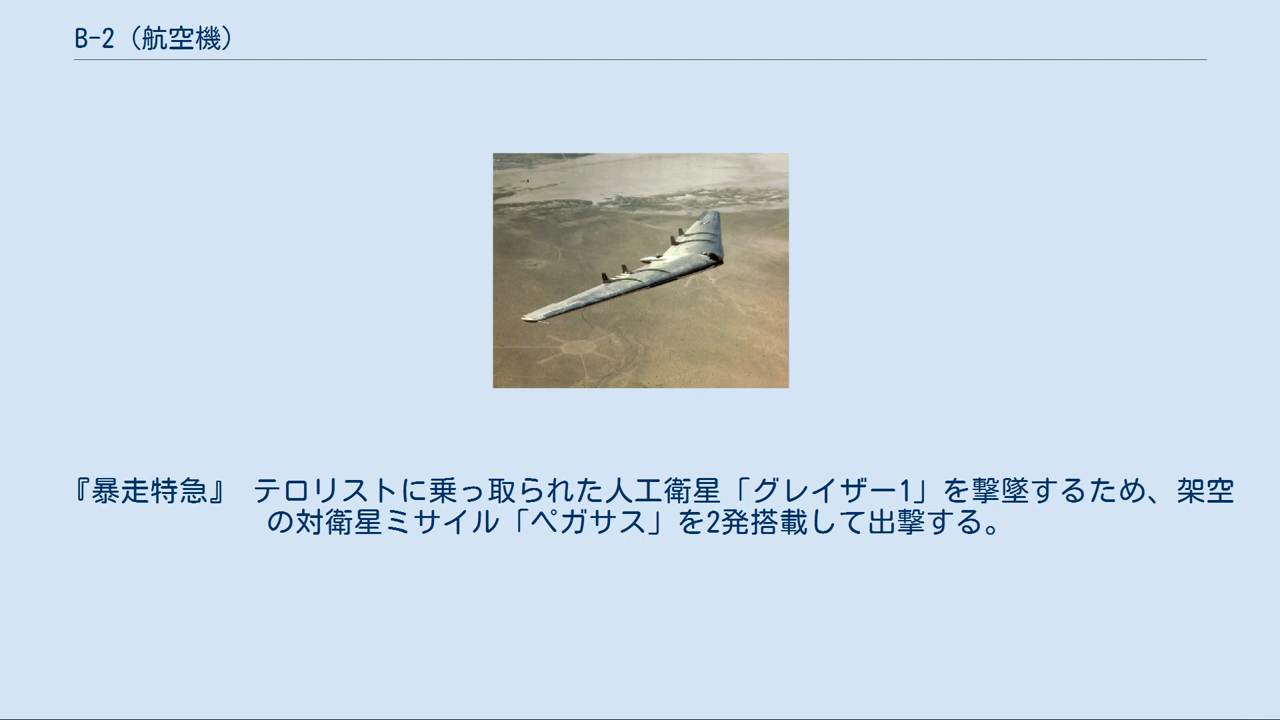 B-2（航空機）
『暴走特急』 テロリストに乗っ取られた人工衛星「グレイザー1」を撃墜するため、架空
の対衛星ミサイル「ペガサス」を2発搭載して出撃する。